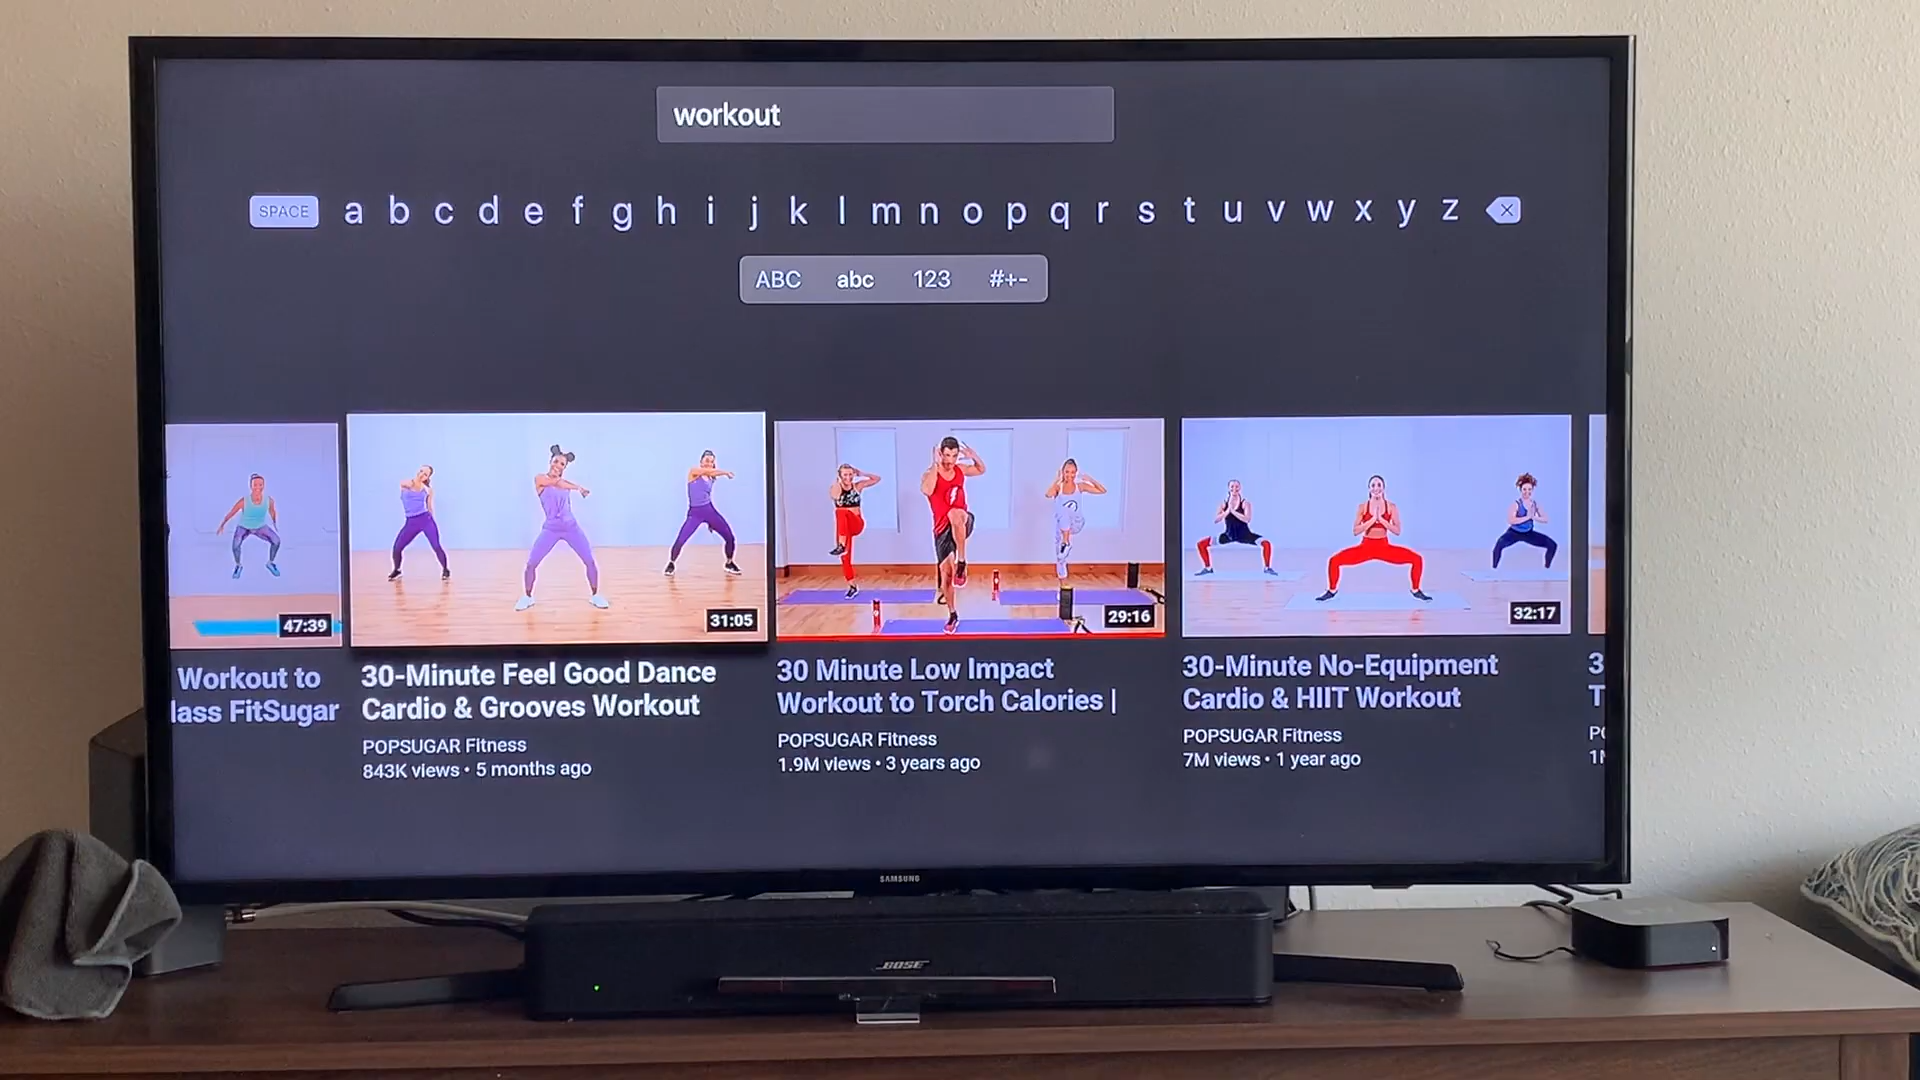 workout
SPACE a b c d e f g h i j k l m n o p q r s t u v w x y z
ABC abc 123 #+-
47:39
31:05
29:16
32:17
Workout to
lass FitSugar
30-Minute Feel Good Dance
Cardio & Grooves Workout
POPSUGAR Fitness
843K views • 5 months ago
30 Minute Low Impact
Workout to Torch Calories |
POPSUGAR Fitness
1.9M views • 3 years ago
30-Minute No-Equipment
Cardio & HIIT Workout
POPSUGAR Fitness
7M views • 1 year ago
3
T
PO
1M
SAMSUNG
BOSE